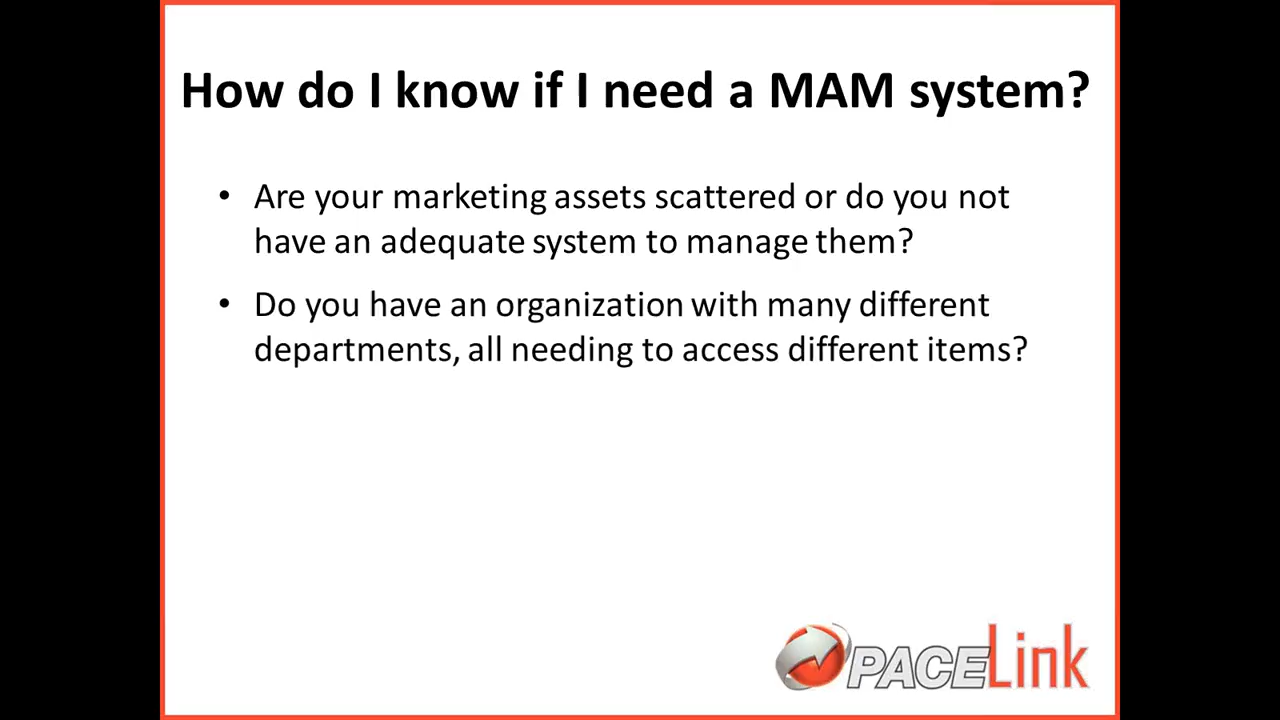 How do I know if I need a MAM system?
• Are your marketing assets scattered or do you not
have an adequate system to manage them?
• Do you have an organization with many different
departments, all needing to access different items?
PACELink